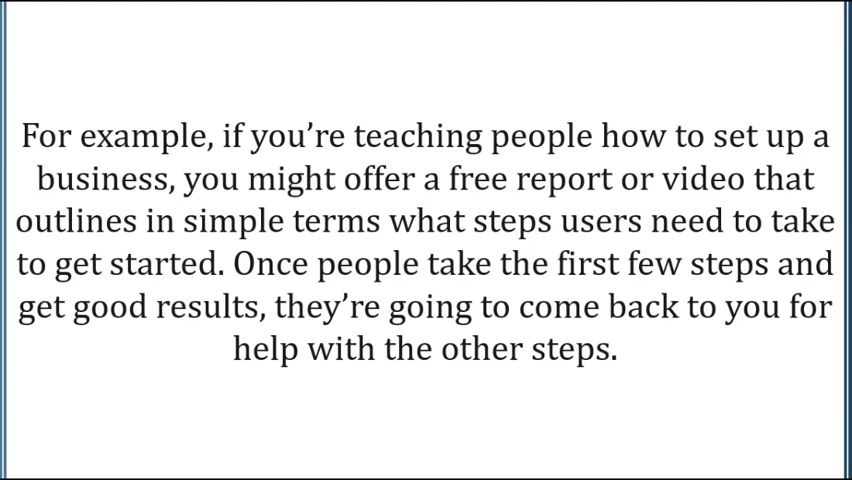 For example, if you’re teaching people how to set up a
business, you might offer a free report or video that
outlines in simple terms what steps users need to take
to get started. Once people take the first few steps and
get good results, they’re going to come back to you for
help with the other steps.